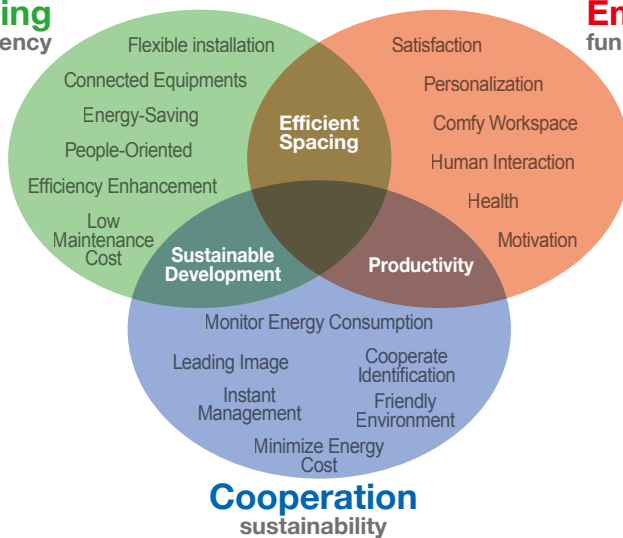 Flexible installation
Connected Equipments
Energy-Saving
People-Oriented
Efficiency Enhancement
Low
Maintenance
Cost
Efficient
Spacing
Satisfaction
Personalization
Comfy Workspace
Human Interaction
Health
Motivation
Sustainable
Development
Productivity
Monitor Energy Consumption
Leading Image
Cooperate
Identification
Instant
Management
Friendly
Environment
Minimize Energy
Cost
Cooperation
sustainability